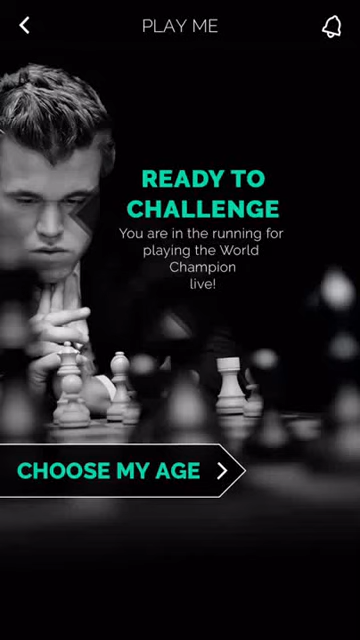 PLAY ME
READY TO
CHALLENGE
You are in the running for
playing the World
Champion
live!
CHOOSE MY AGE